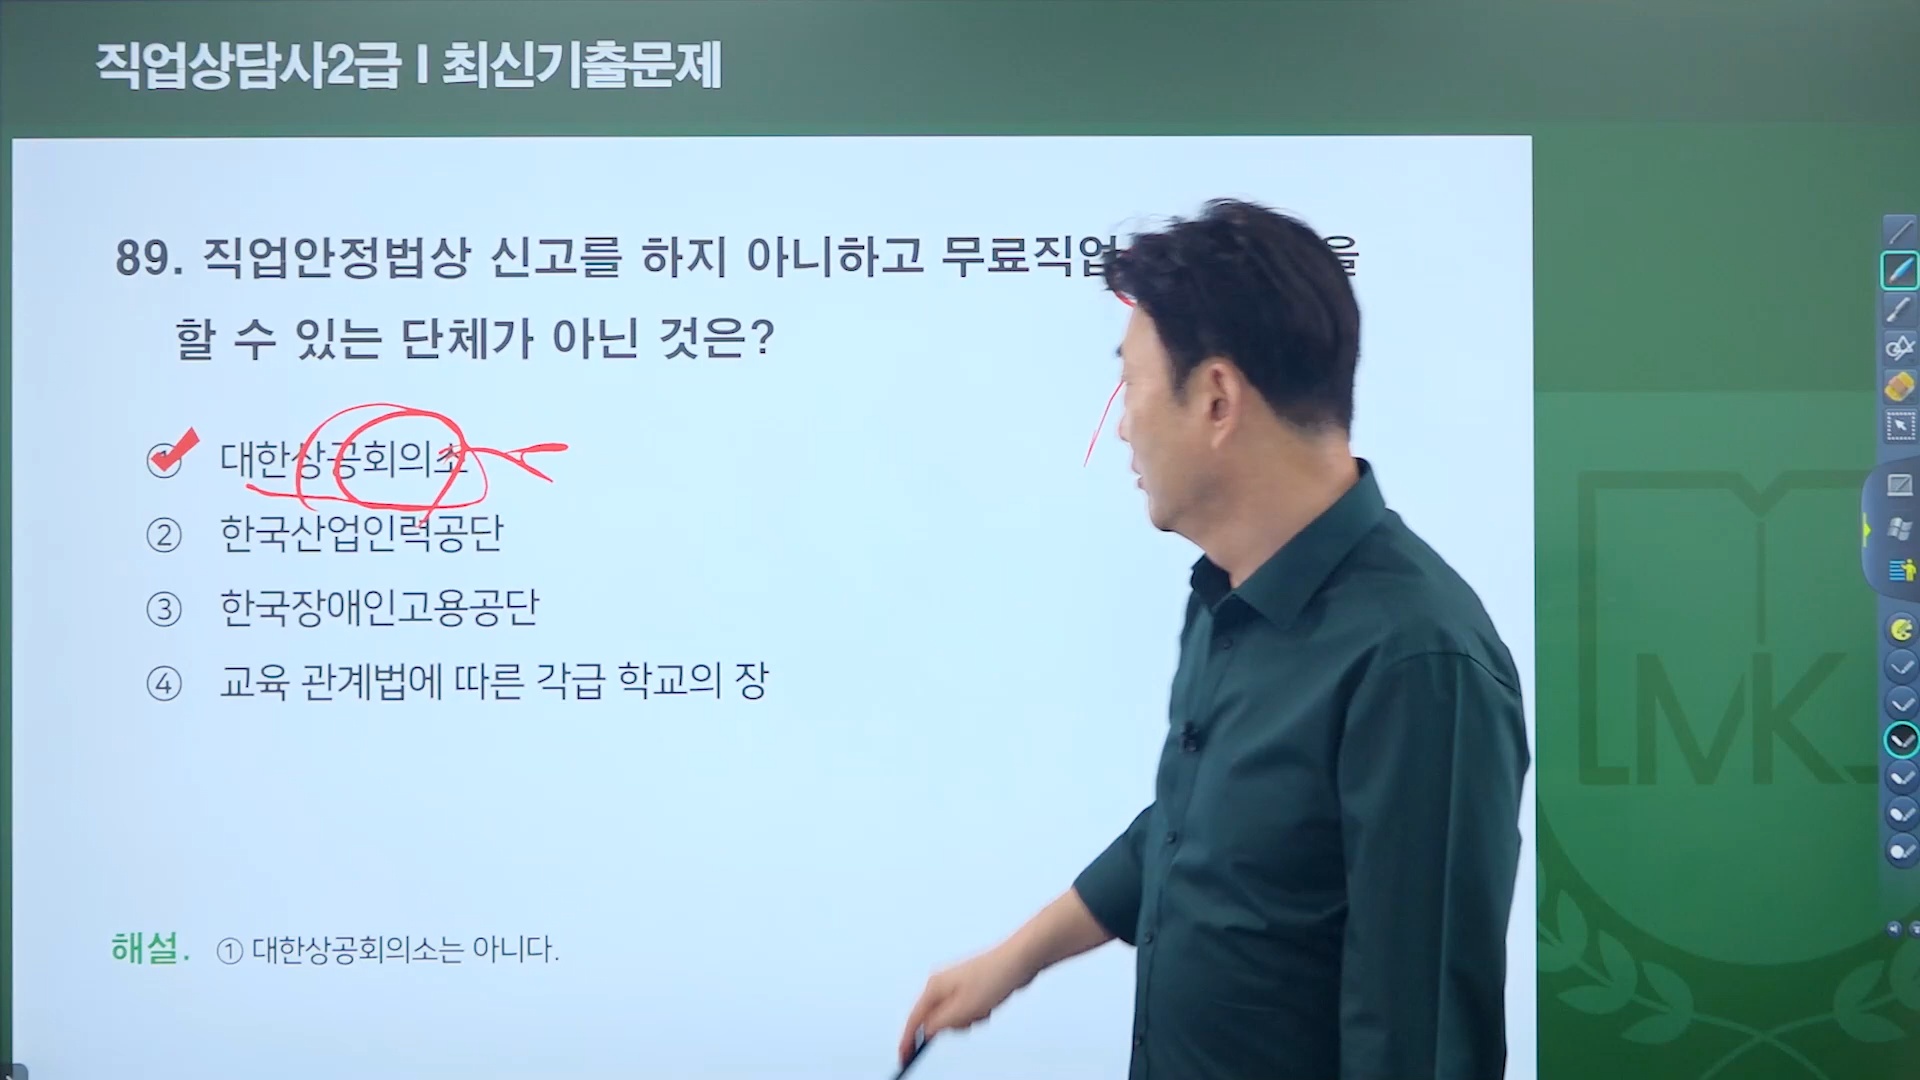 직업상담사2급 | 최신기출문제
89. 직업안정법상 신고를 하지 아니하고 무료직업 을
할 수 있는 단체가 아닌 것은?
① 대한상공회의소
② 한국산업인력공단
③ 한국장애인고용공단
④ 교육 관계법에 따른 각급 학교의 장
해설. ① 대한상공회의소는 아니다.
MK